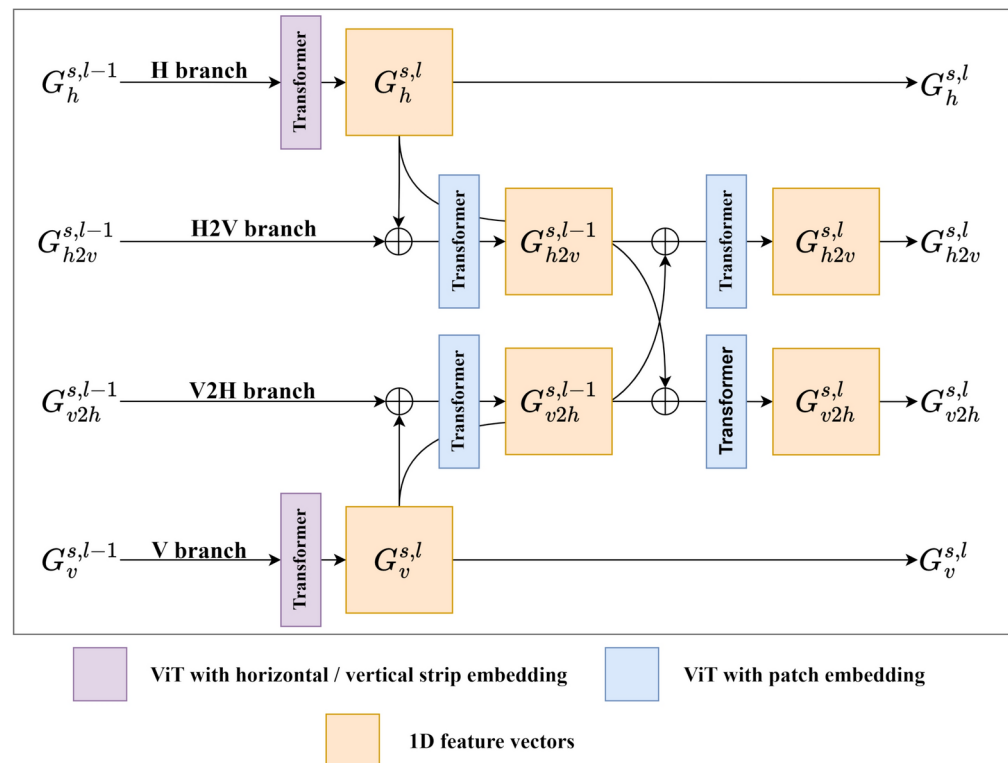 $G_h^{s,l-1}$ H branch Transformer $G_h^{s,l}$ $G_h^{s,l}$
$G_{h2v}^{s,l-1}$ H2V branch Transformer $G_{h2v}^{s,l-1}$ Transformer $G_{h2v}^{s,l}$ $G_{h2v}^{s,l}$
$G_{v2h}^{s,l-1}$ V2H branch Transformer $G_{v2h}^{s,l-1}$ Transformer $G_{v2h}^{s,l}$ $G_{v2h}^{s,l}$
$G_v^{s,l-1}$ V branch Transformer $G_v^{s,l}$ $G_v^{s,l}$
ViT with horizontal / vertical strip embedding ViT with patch embedding
1D feature vectors